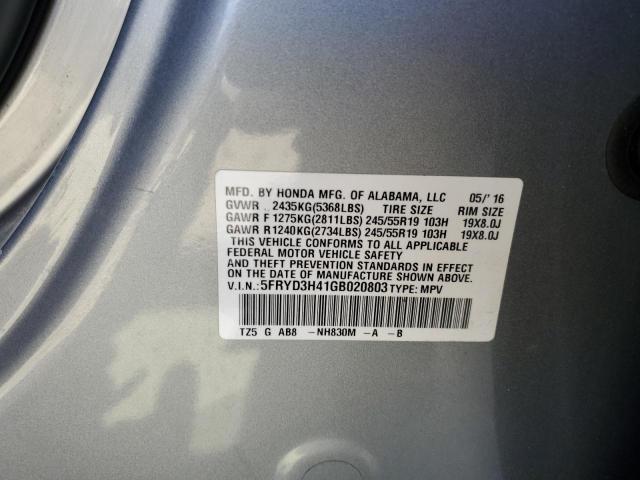 MFD. BY HONDA MFG. OF ALABAMA, LLC 05/'16
GVWR . 2435KG(5368LBS) TIRE SIZE RIM SIZE
GAWR F 1275KG(2811LBS) 245/55R19 103H 19X8.0J
GAWR R 1240KG(2734LBS) 245/55R19 103H 19X8.0J
THIS VEHICLE CONFORMS TO ALL APPLICABLE
FEDERAL MOTOR VEHICLE SAFETY
AND THEFT PREVENTION STANDARDS IN EFFECT
ON THE DATE OF MANUFACTURE SHOWN ABOVE.
V.I.N.: 5FRYD3H41GB020803 TYPE: MPV
TZ5 G AB8 -NH830M -A -B